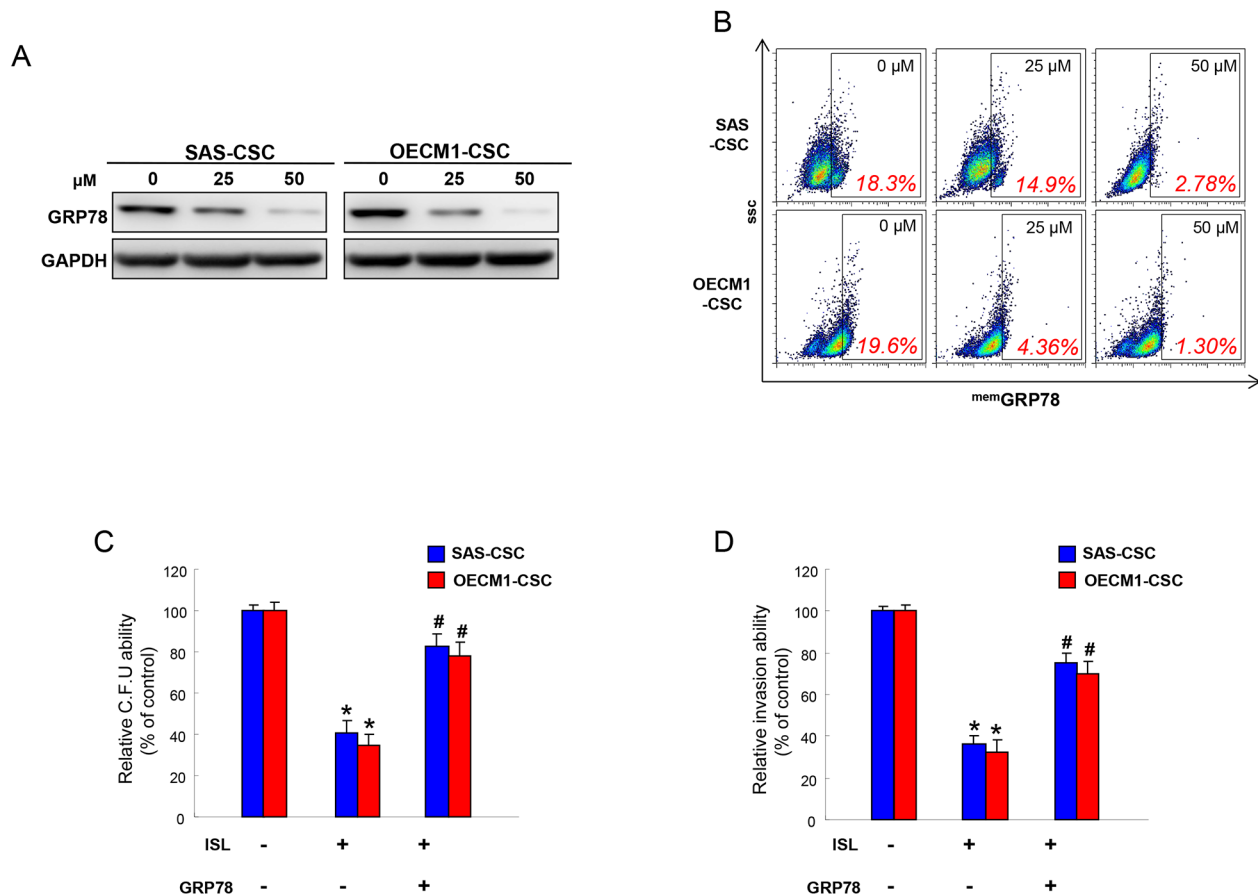 A
SAS-CSC OECM1-CSC
µM 0 25 50 0 25 50
GRP78
GAPDH
B
0 µM 25 µM 50 µM
SAS
-CSC
18.3% 14.9% 2.78%
ssc
0 µM 25 µM 50 µM
OECM1
-CSC
19.6% 4.36% 1.30%
memGRP78
C
SAS-CSC
OECM1-CSC
Relative C.F.U ability
(% of control)
120
100
80
60
40
20
0
* *
# #
ISL - + +
GRP78 - - +
D
SAS-CSC
OECM1-CSC
Relative invasion ability
(% of control)
120
100
80
60
40
20
0
* *
# #
ISL - + +
GRP78 - - +